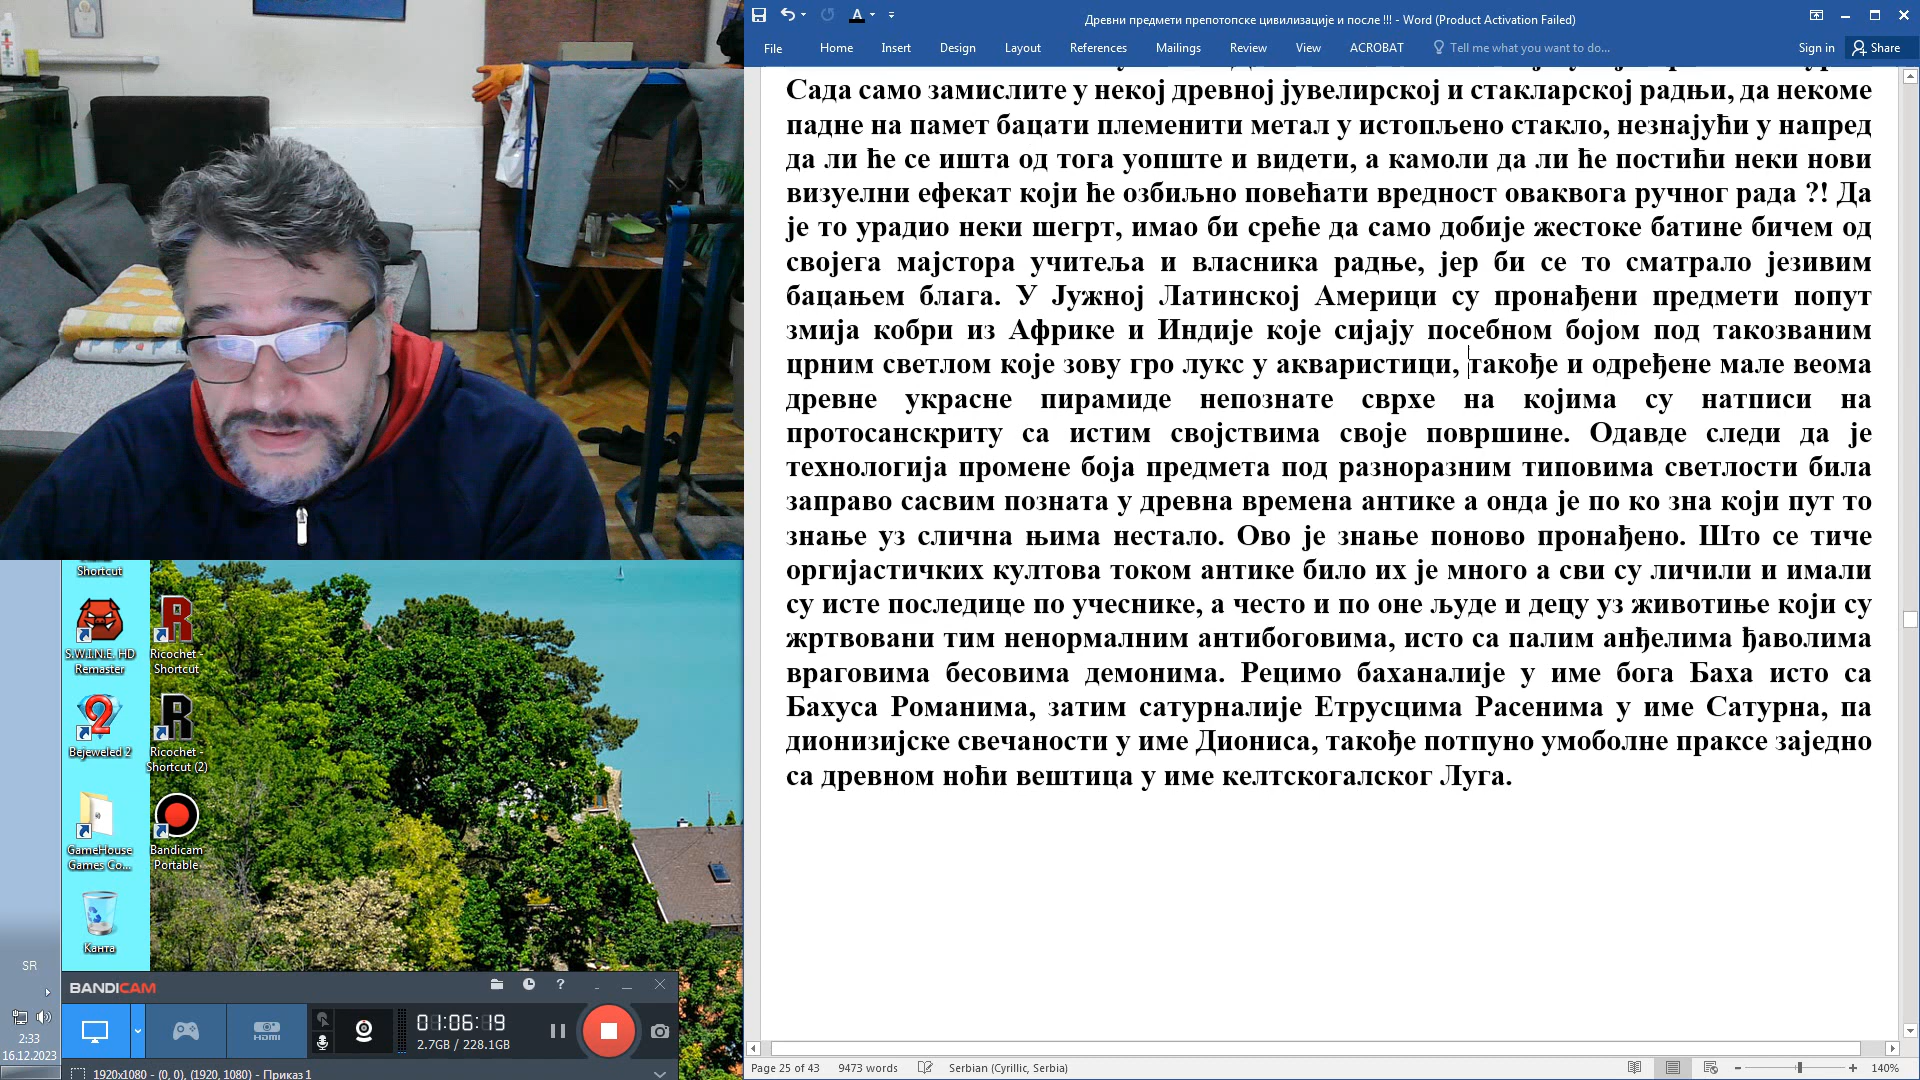 Древни предмети препотопске цивилизације и после !!! - Word (Product Activation Failed)
File Home Insert Design Layout References Mailings Review View ACROBAT Tell me what you want to do... Sign in Share
Сада само замислите у некој древној јувелирској и стакларској радњи, да некоме
падне на памет бацати племенити метал у истопљено стакло, незнајући у напред
да ли ће се ишта од тога уопште и видети, а камоли да ли ће постићи неки нови
визуелни ефекат који ће озбиљно повећати вредност оваквога ручног рада ?! Да
је то урадио неки шегрт, имао би среће да само добије жестоке батине бичем од
својега мајстора учитеља и власника радње, јер би се то сматрало језивим
бацањем блага. У Јужној Латинској Америци су пронађени предмети попут
змија кобри из Африке и Индије које сијају посебном бојом под такозваним
црним светлом које зову гро лукс у акваристици, такође и одређене мале веома
древне украсне пирамиде непознате сврхе на којима су натписи на
протосанскриту са истим својствима своје површине. Одавде следи да је
технологија промене боја предмета под разноразним типовима светлости била
заправо сасвим позната у древна времена антике а онда је по ко зна који пут то
знање уз слична њима нестало. Ово је знање поново пронађено. Што се тиче
оргијастичких култова током антике било их је много а сви су личили и имали
су исте последице по учеснике, а често и по оне људе и децу уз животиње који су
жртвовани тим ненормалним антибоговима, исто са палим анђелима ђаволима
враговима бесовима демонима. Рецимо баханалије у име бога Баха исто са
Бахуса Романима, затим сатурналије Етрусцима Расенима у име Сатурна, па
дионизијске свечаности у име Диониса, такође потпуно умоболне праксе заједно
са древном ноћи вештица у име келтскогалског Луга.
Shortcut
S.W.I.N.E. HD
Remaster
Ricochet -
Shortcut
Bejeweled 2
Ricochet -
Shortcut (2)
GameHouse
Games Co...
Bandicam
Portable
Канта
SR
2:33
16.12.2023
BANDICAM
HDMI
01:06:19
2.7GB / 228.1GB
1920x1080 - (0, 0), (1920, 1080) - Приказ 1
Page 25 of 43 9473 words Serbian (Cyrillic, Serbia) 140%